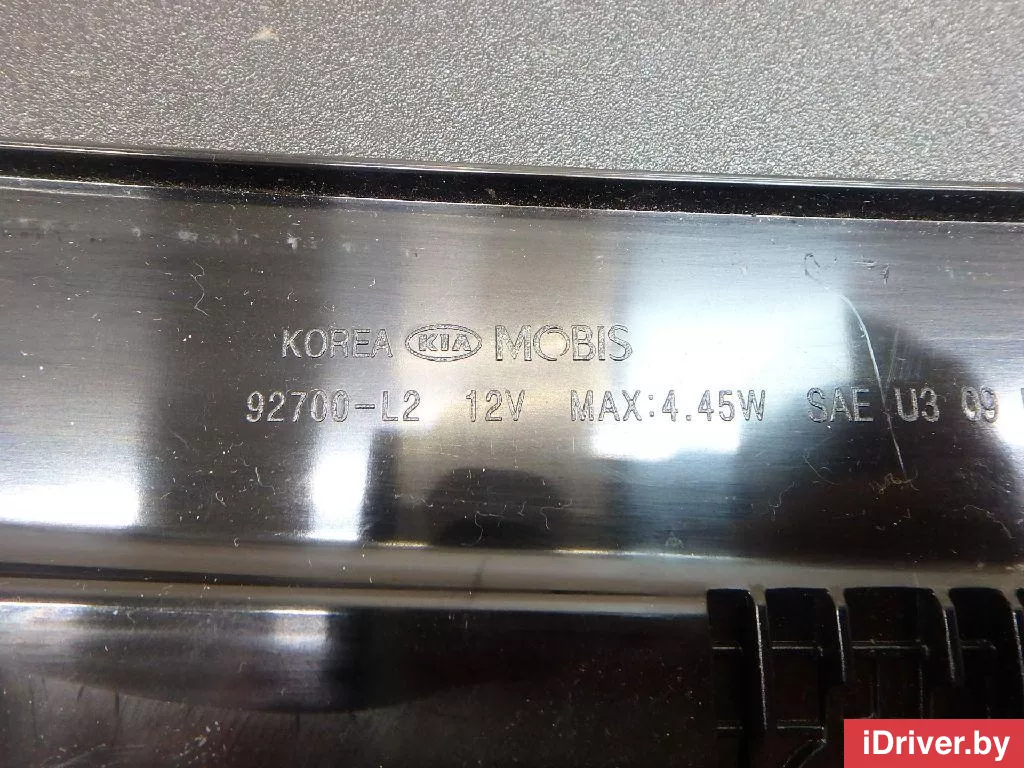 KOREA KIA MOBIS
92700-L2 12V MAX:4.45W SAE U3 09
iDriver.by